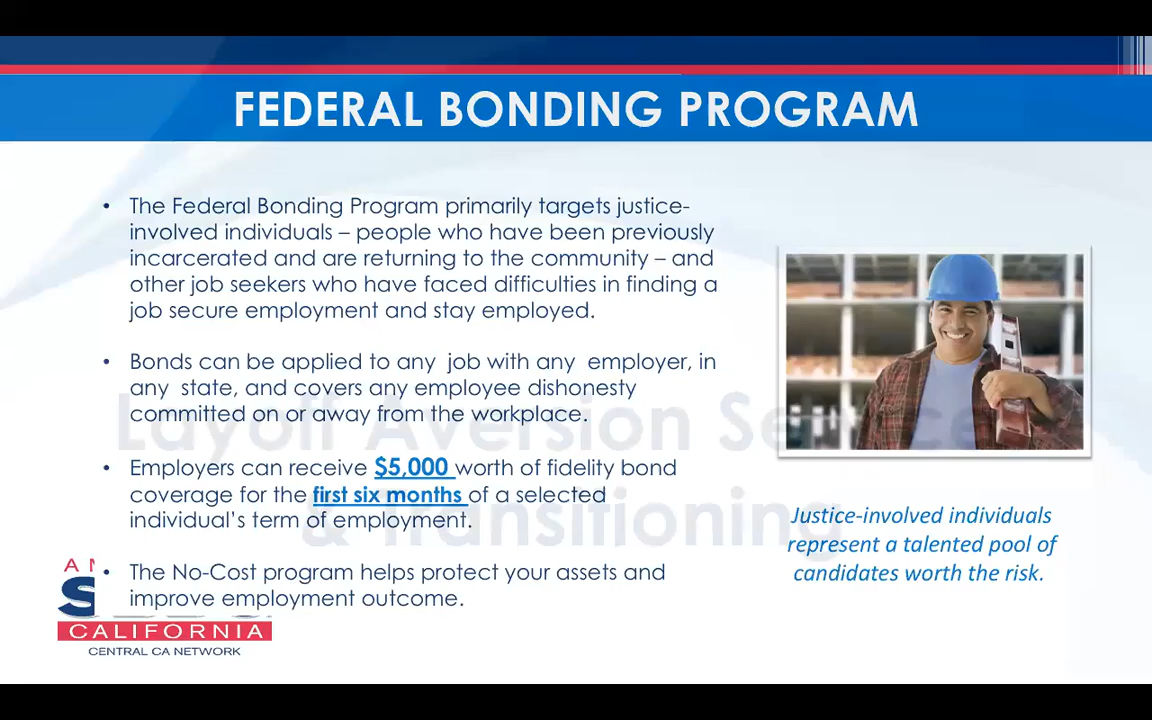 FEDERAL BONDING PROGRAM
• The Federal Bonding Program primarily targets justice-
involved individuals – people who have been previously
incarcerated and are returning to the community – and
other job seekers who have faced difficulties in finding a
job secure employment and stay employed.
• Bonds can be applied to any job with any employer, in
any state, and covers any employee dishonesty
committed on or away from the workplace.
• Employers can receive $5,000 worth of fidelity bond
coverage for the first six months of a selected
individual's term of employment.
• The No-Cost program helps protect your assets and
improve employment outcome.
Layoff Aversion
& Transitioning
Justice-involved individuals
represent a talented pool of
candidates worth the risk.
CALIFORNIA
CENTRAL CA NETWORK